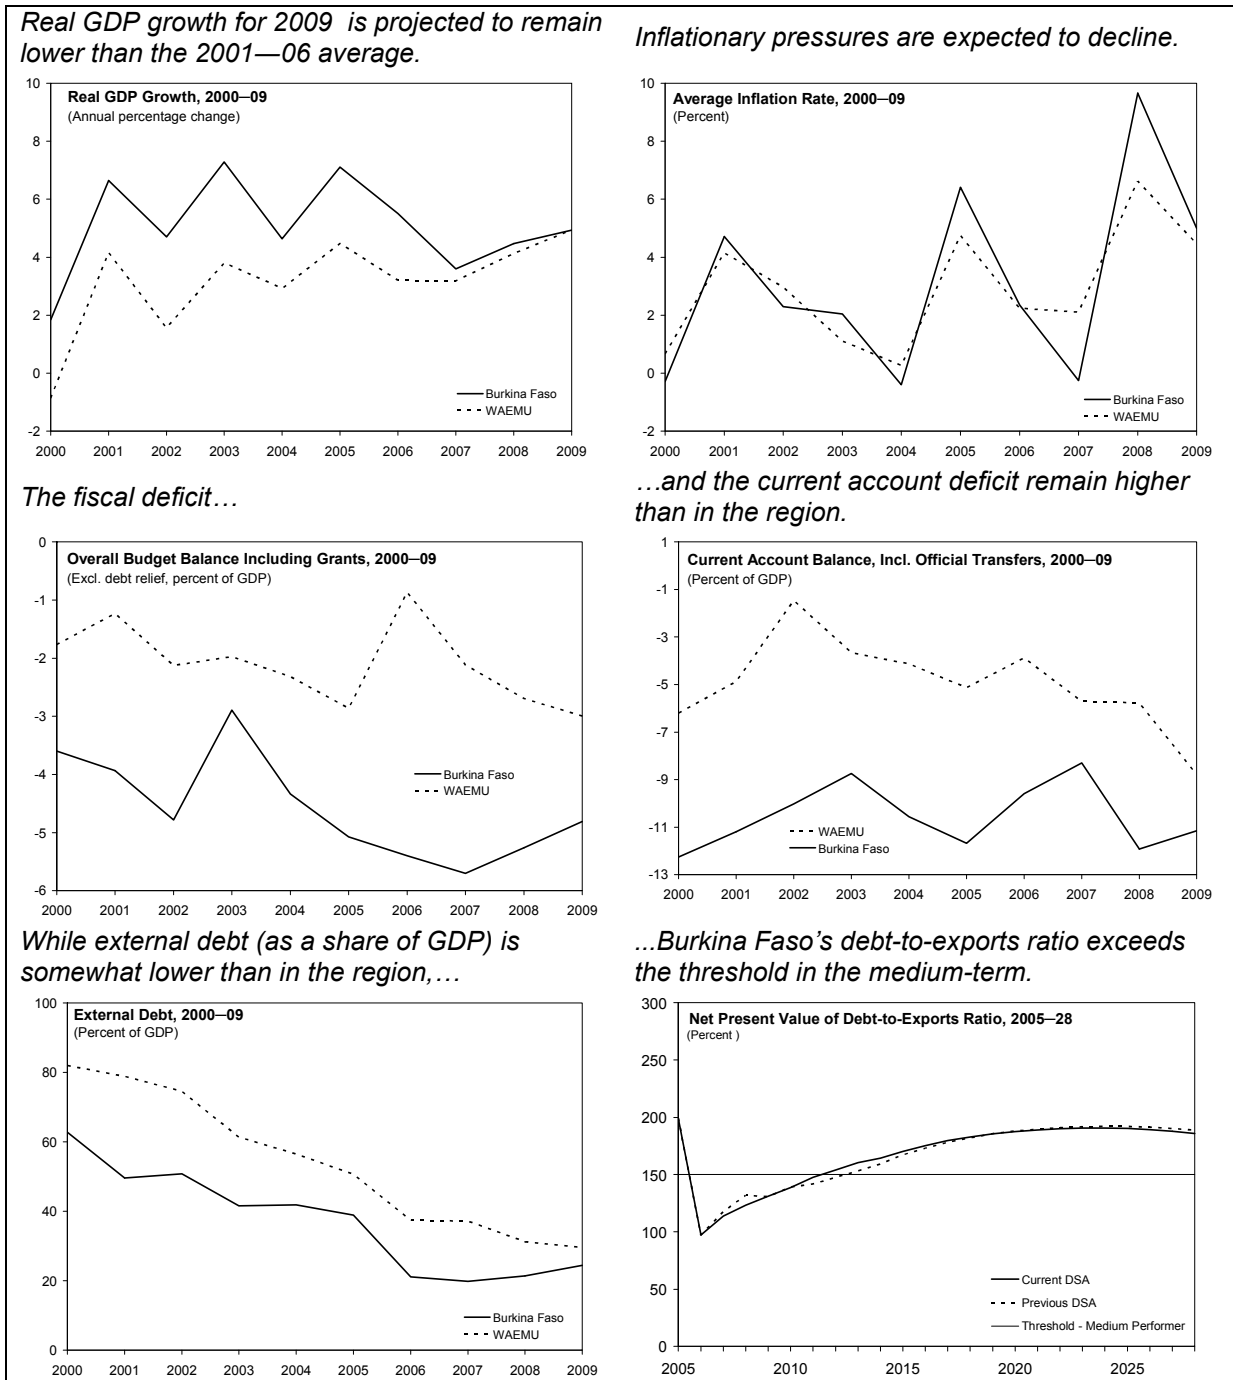 Real GDP growth for 2009  is projected to remain
lower than the 2001—06 average.
Real GDP Growth, 2000—09
(Annual percentage change)
10
8
6
4
2
0
-2
Burkina Faso
WAEMU
2000 2001 2002 2003 2004 2005 2006 2007 2008 2009
Inflationary pressures are expected to decline.
Average Inflation Rate, 2000—09
(Percent)
10
8
6
4
2
0
-2
Burkina Faso
WAEMU
2000 2001 2002 2003 2004 2005 2006 2007 2008 2009
The fiscal deficit…
Overall Budget Balance Including Grants, 2000—09
(Excl. debt relief, percent of GDP)
0
-1
-2
-3
-4
-5
-6
Burkina Faso
WAEMU
2000 2001 2002 2003 2004 2005 2006 2007 2008 2009
…and the current account deficit remain higher
than in the region.
Current Account Balance, Incl. Official Transfers, 2000—09
(Percent of GDP)
1
-1
-3
-5
-7
-9
-11
-13
WAEMU
Burkina Faso
2000 2001 2002 2003 2004 2005 2006 2007 2008 2009
While external debt (as a share of GDP) is
somewhat lower than in the region,…
External Debt, 2000—09
(Percent of GDP)
100
80
60
40
20
0
Burkina Faso
WAEMU
2000 2001 2002 2003 2004 2005 2006 2007 2008 2009
...Burkina Faso's debt-to-exports ratio exceeds
the threshold in the medium-term.
Net Present Value of Debt-to-Exports Ratio, 2005—28
(Percent )
300
250
200
150
100
50
0
Current DSA
Previous DSA
Threshold - Medium Performer
2005 2010 2015 2020 2025